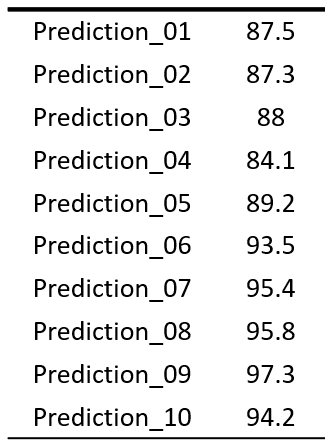 Prediction_01 87.5
Prediction_02 87.3
Prediction_03 88
Prediction_04 84.1
Prediction_05 89.2
Prediction_06 93.5
Prediction_07 95.4
Prediction_08 95.8
Prediction_09 97.3
Prediction_10 94.2